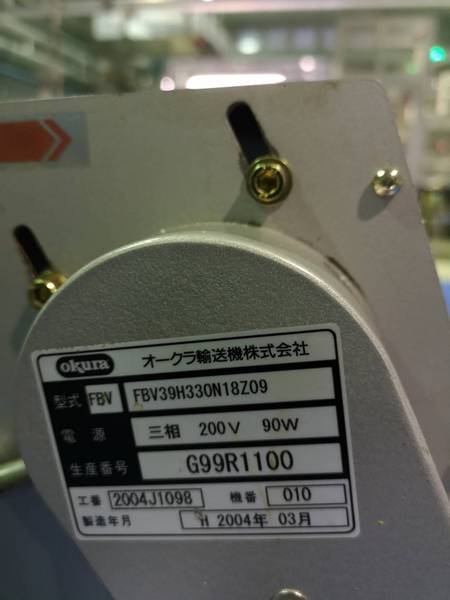 okura オークラ輸送機株式会社
型式 FBV FBV39H330N18Z09
電源 三相 200V 90W
生産番号 G99R1100
工番 2004J1098 機番 010
製造年月 H 2004年 03月